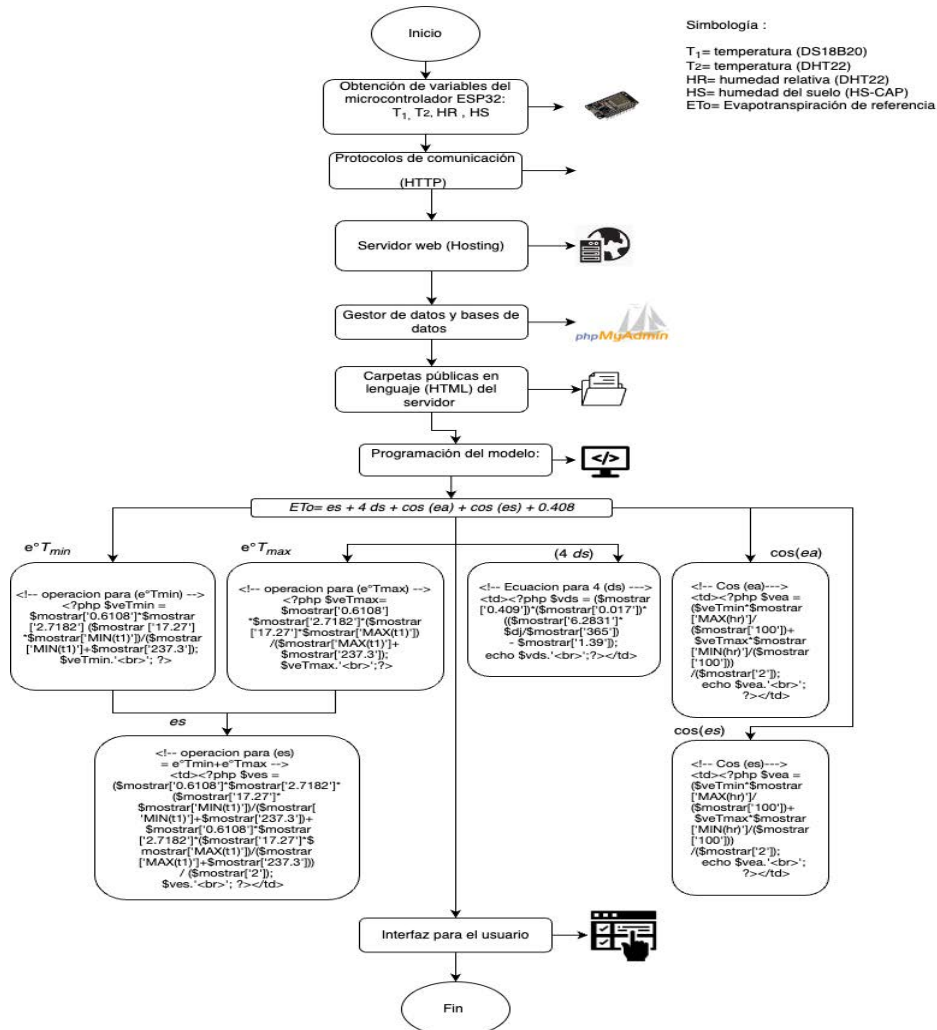 Inicio
Simbología :
T1= temperatura (DS18B20)
T2= temperatura (DHT22)
HR= humedad relativa (DHT22)
HS= humedad del suelo (HS-CAP)
ETo= Evapotranspiración de referencia
Obtención de variables del
microcontrolador ESP32:
T1, T2, HR , HS
Protocolos de comunicación
(HTTP)
Servidor web (Hosting)
Gestor de datos y bases de
datos
phpMyAdmin
Carpetas públicas en
lenguaje (HTML) del
servidor
Programación del modelo:
</>
ETo= es + 4 ds + cos (ea) + cos (es) + 0.408
e° Tmin
<!-- operacion para (e°Tmin) -->
<?php $veTmin =
$mostrar['0.6108']*$mostrar
['2.7182'] ($mostrar ['17.27']
*$mostrar['MIN(t1)'])/($mostrar
['MIN(t1)']+$mostrar['237.3']);
$veTmin.'<br>'; ?>
e° Tmax
<!-- operacion para (e°Tmax) -->
<?php $veTmax=
$mostrar['0.6108']
*$mostrar['2.7182']*($mostrar
['17.27']*$mostrar['MAX(t1)'])
/($mostrar['MAX(t1)']+
$mostrar['237.3']);
$veTmax.'<br>';?>
(4 ds)
<!-- Ecuacion para 4 (ds) ---->
<td><?php $vds = ($mostrar
['0.409'])*($mostrar['0.017'])*
(($mostrar['6.2831']*
$dj/$mostrar['365'])
- $mostrar['1.39']);
echo $vds.'<br>';?></td>
cos(ea)
<!-- Cos (ea)---->
<td><?php $vea =
($veTmin*$mostrar
['MAX(hr)']/
($mostrar['100'])+
$veTmax*$mostrar
['MIN(hr)']/($mostrar
['100']))
/($mostrar['2']);
echo $vea.'<br>';
?></td>
es
<!-- operacion para (es)
= e°Tmin+e°Tmax -->
<td><?php $ves =
($mostrar['0.6108']*$mostrar['2.7182']*
($mostrar['17.27']*
$mostrar['MIN(t1)'])/($mostrar[
'MIN(t1)']+$mostrar['237.3'])+
$mostrar['0.6108']*$mostrar
['2.7182']*($mostrar['17.27']*$
mostrar['MAX(t1)'])/($mostrar
['MAX(t1)']+$mostrar['237.3']))
/ ($mostrar['2']);
$ves.'<br>'; ?></td>
cos(es)
<!-- Cos (es)---->
<td><?php $vea =
($veTmin*$mostrar
['MAX(hr)']/
($mostrar['100'])+
$veTmax*$mostrar
['MIN(hr)']/($mostrar
['100']))
/($mostrar['2']);
echo $vea.'<br>';
?></td>
Interfaz para el usuario
Fin